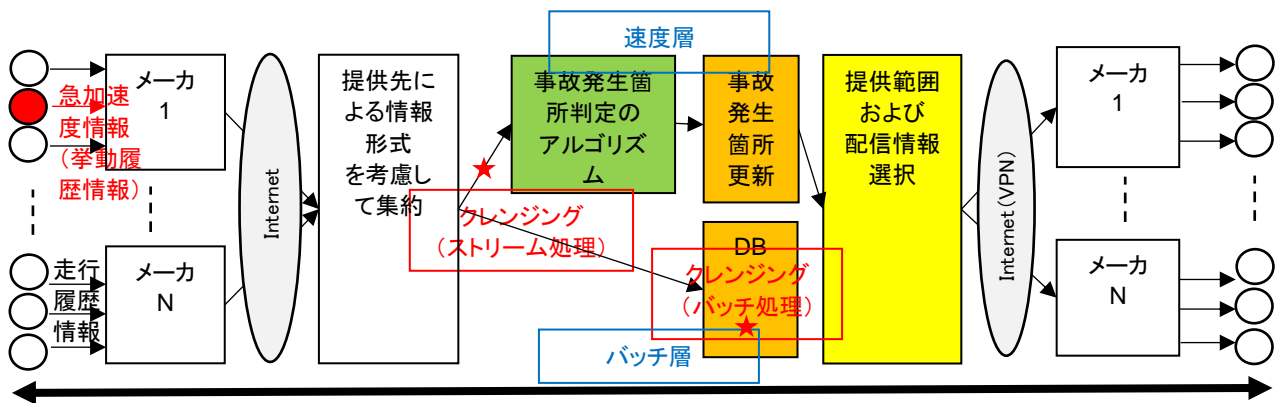 急加速
度情報
(挙動履
歴情報)
走行
履歴
情報
メーカ
1
メーカ
N
Internet
提供先に
よる情報
形式
を考慮し
て集約
速度層
事故発生箇
所判定の
アルゴリズ
ム
クレンジング
(ストリーム処理)
事故
発生
箇所
更新
DB
クレンジング
(バッチ処理)
バッチ層
提供範囲
および
配信情報
選択
Internet(VPN)
メーカ
1
メーカ
N